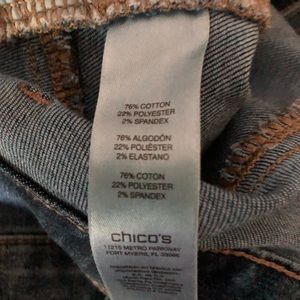 76% COTTON
22% POLYESTER
2% SPANDEX
76% ALGODÓN
22% POLIÉSTER
2% ELASTANO
76% COTON
22% POLYESTER
2% SPANDEX
chico's
11215 METRO PARKWAY
FORT MYERS, FL 33966